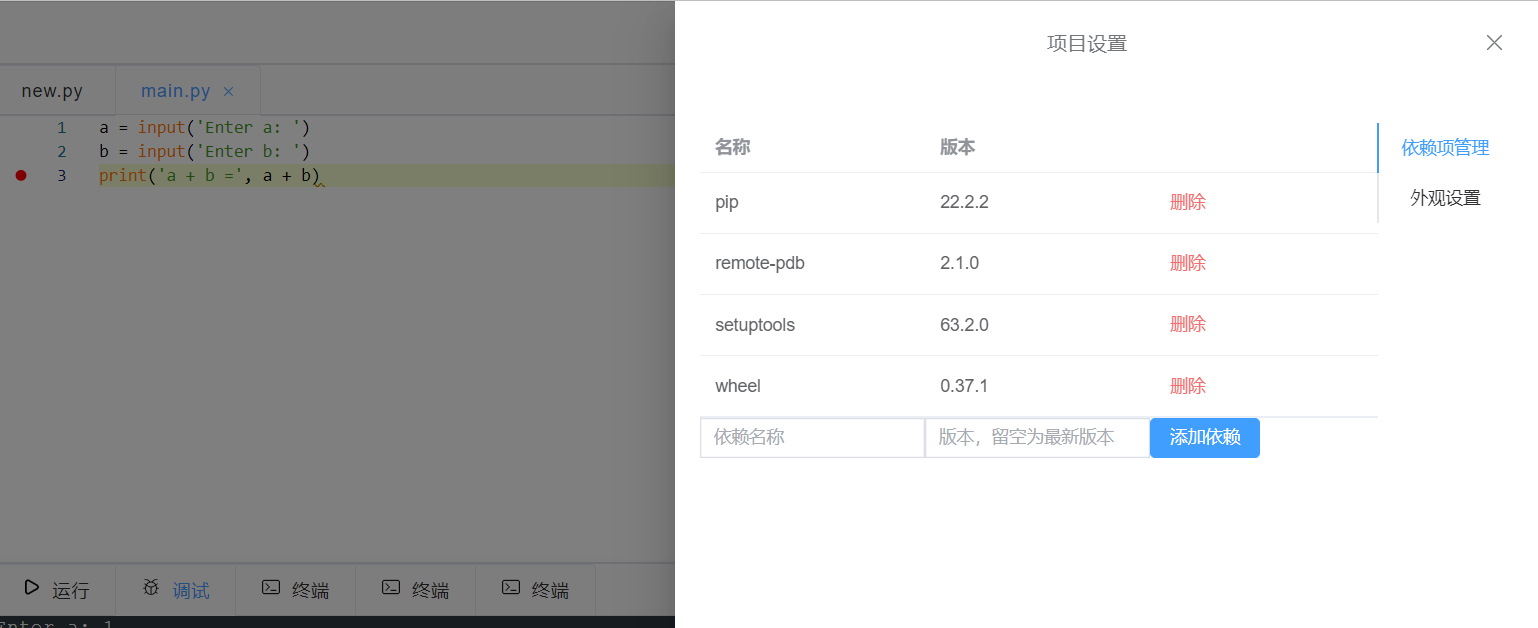 new.py main.py
1 a = input('Enter a: ')
2 b = input('Enter b: ')
3 print('a + b =', a + b)
运行 调试 终端 终端 终端
Enter a: 1
项目设置
名称 版本
pip 22.2.2 删除
remote-pdb 2.1.0 删除
setuptools 63.2.0 删除
wheel 0.37.1 删除
依赖名称 版本，留空为最新版本 添加依赖
依赖项管理
外观设置